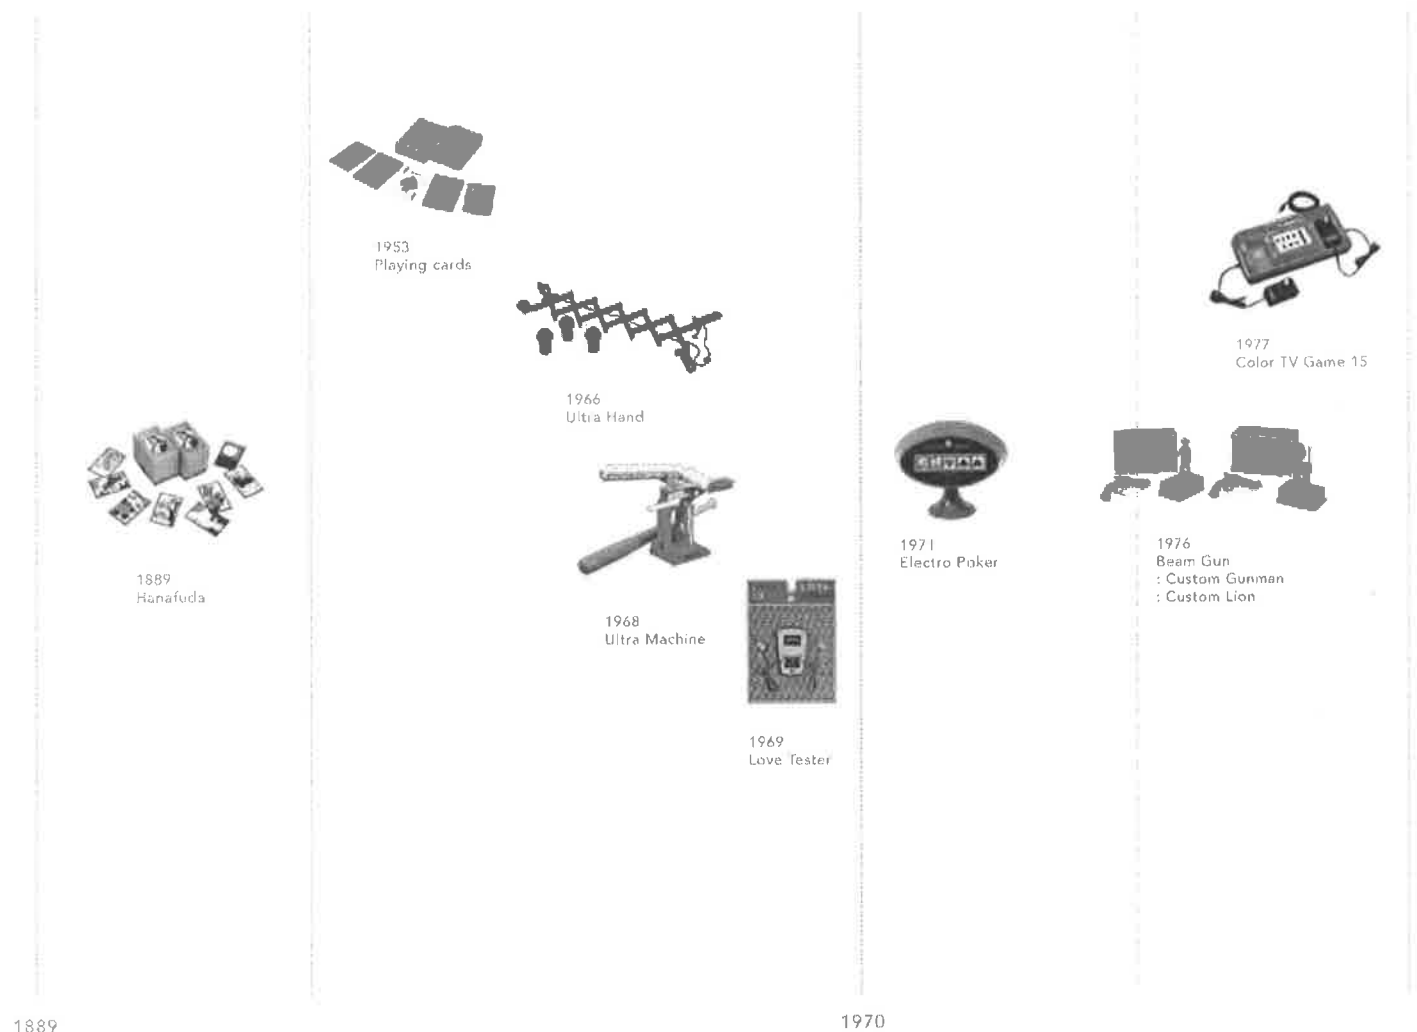 1953
Playing cards
1966
Ultra Hand
1889
Hanafuda
1968
Ultra Machine
1969
Love Tester
1971
Electro Poker
1977
Color TV Game 15
1976
Beam Gun
: Custom Gunman
: Custom Lion
1889
1970